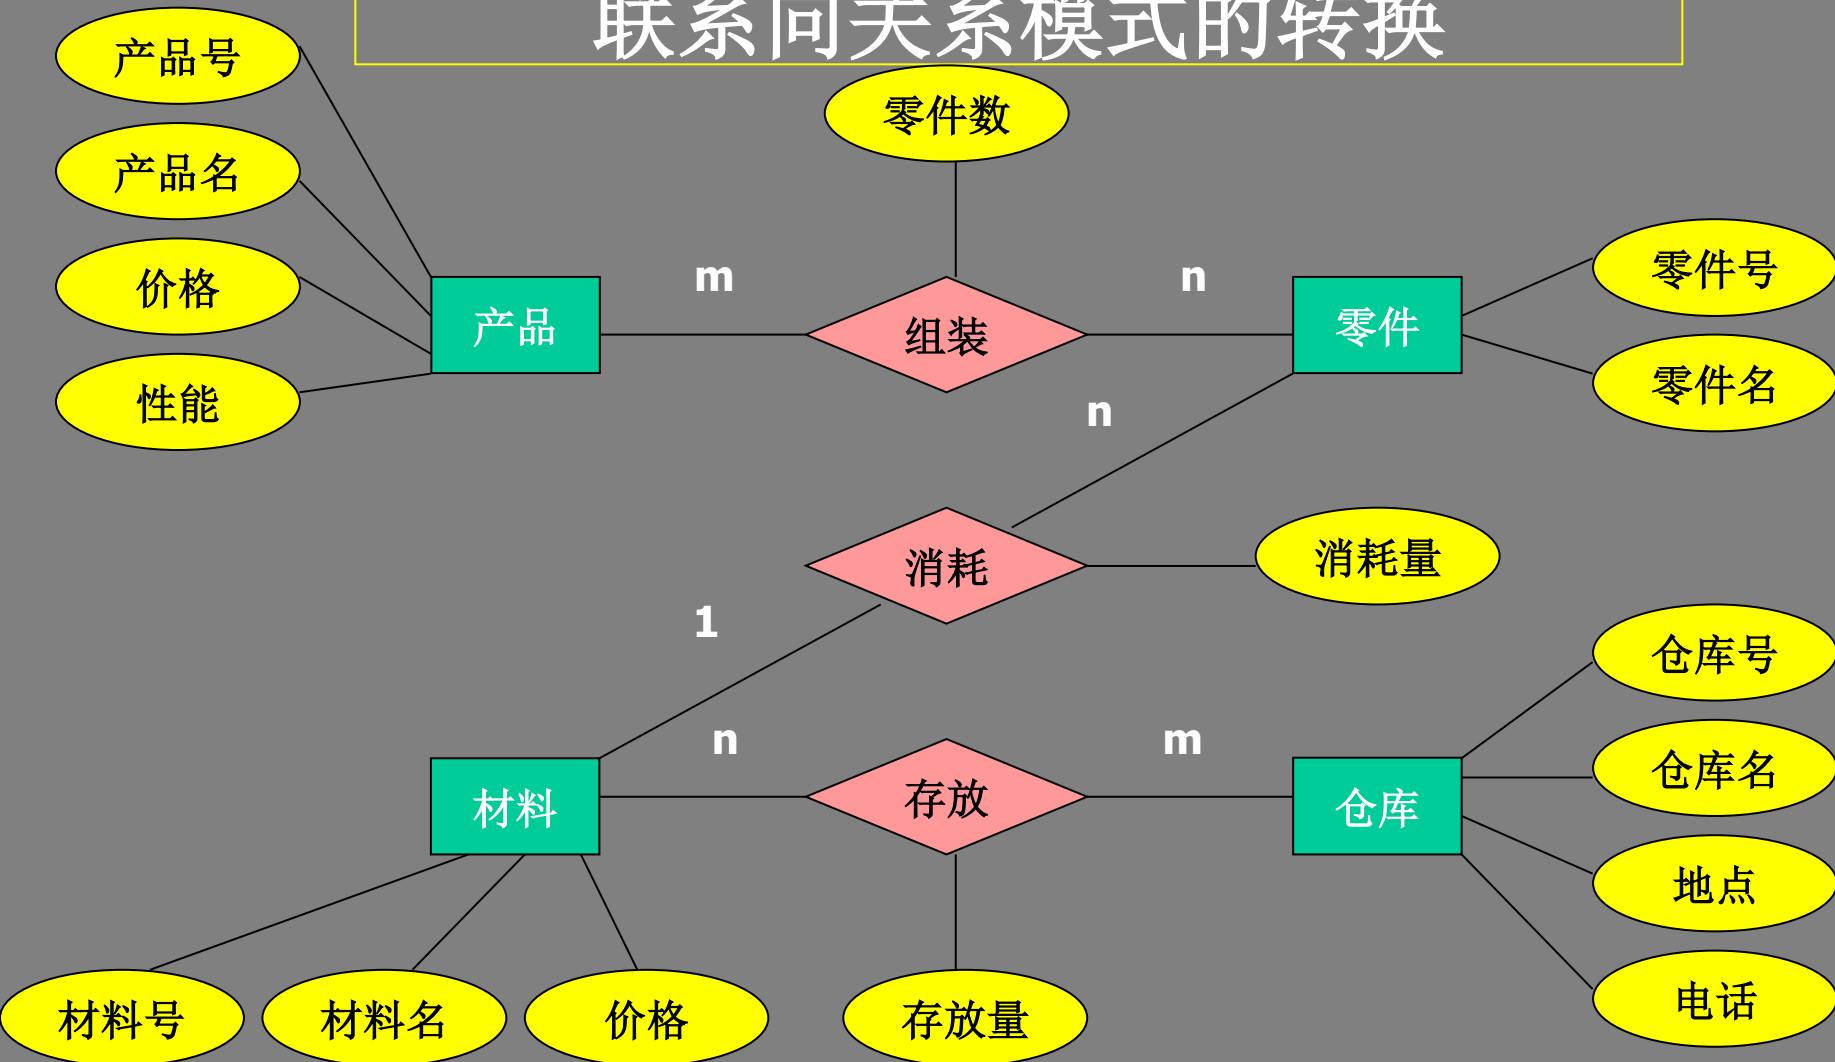 联系向关系模式的转换
产品号
零件数
产品名
零件号
价格
m
n
产品
组装
零件
零件名
性能
n
消耗
消耗量
1
仓库号
n
m
仓库名
材料
存放
仓库
地点
电话
材料号
材料名
价格
存放量